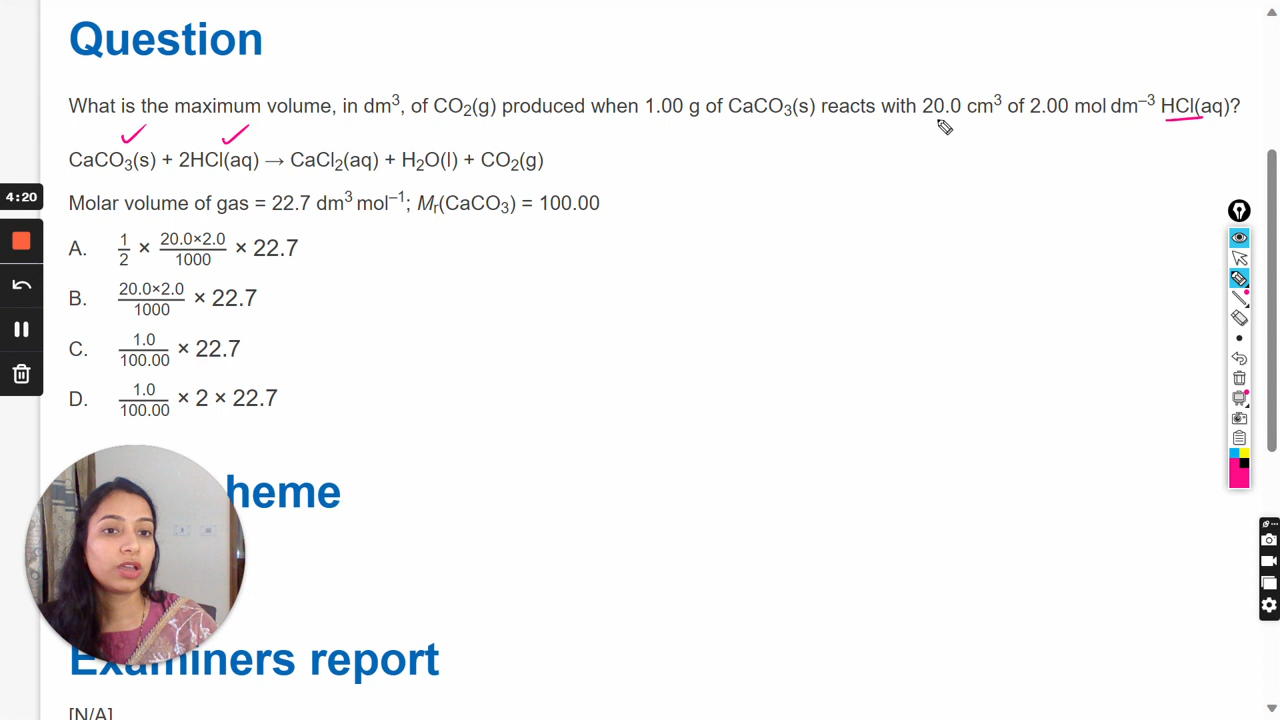 Question
What is the maximum volume, in dm³, of CO₂(g) produced when 1.00 g of CaCO₃(s) reacts with 20.0 cm³ of 2.00 mol dm⁻³ HCl(aq)?
CaCO₃(s) + 2HCl(aq) → CaCl₂(aq) + H₂O(l) + CO₂(g)
4:20
Molar volume of gas = 22.7 dm³ mol⁻¹; Mᵣ(CaCO₃) = 100.00
A. 1/2 × 20.0×2.0/1000 × 22.7
B. 20.0×2.0/1000 × 22.7
C. 1.0/100.00 × 22.7
D. 1.0/100.00 × 2 × 22.7
heme
Examiners report
[N/A]